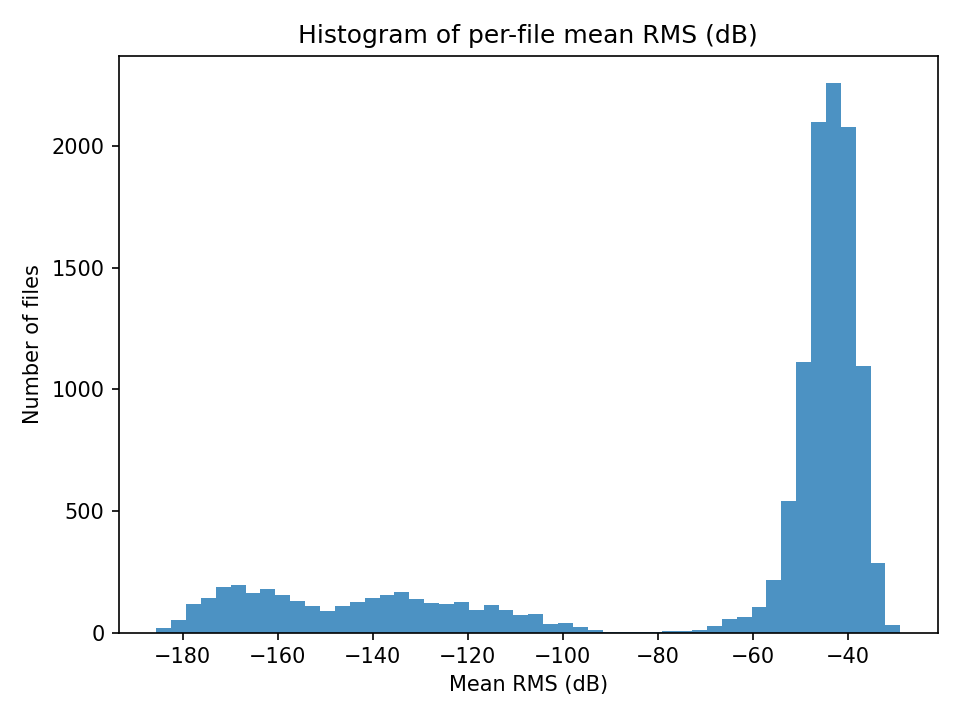 Histogram of per-file mean RMS (dB)
Number of files
2000
1500
1000
500
0
−180 −160 −140 −120 −100 −80 −60 −40
Mean RMS (dB)